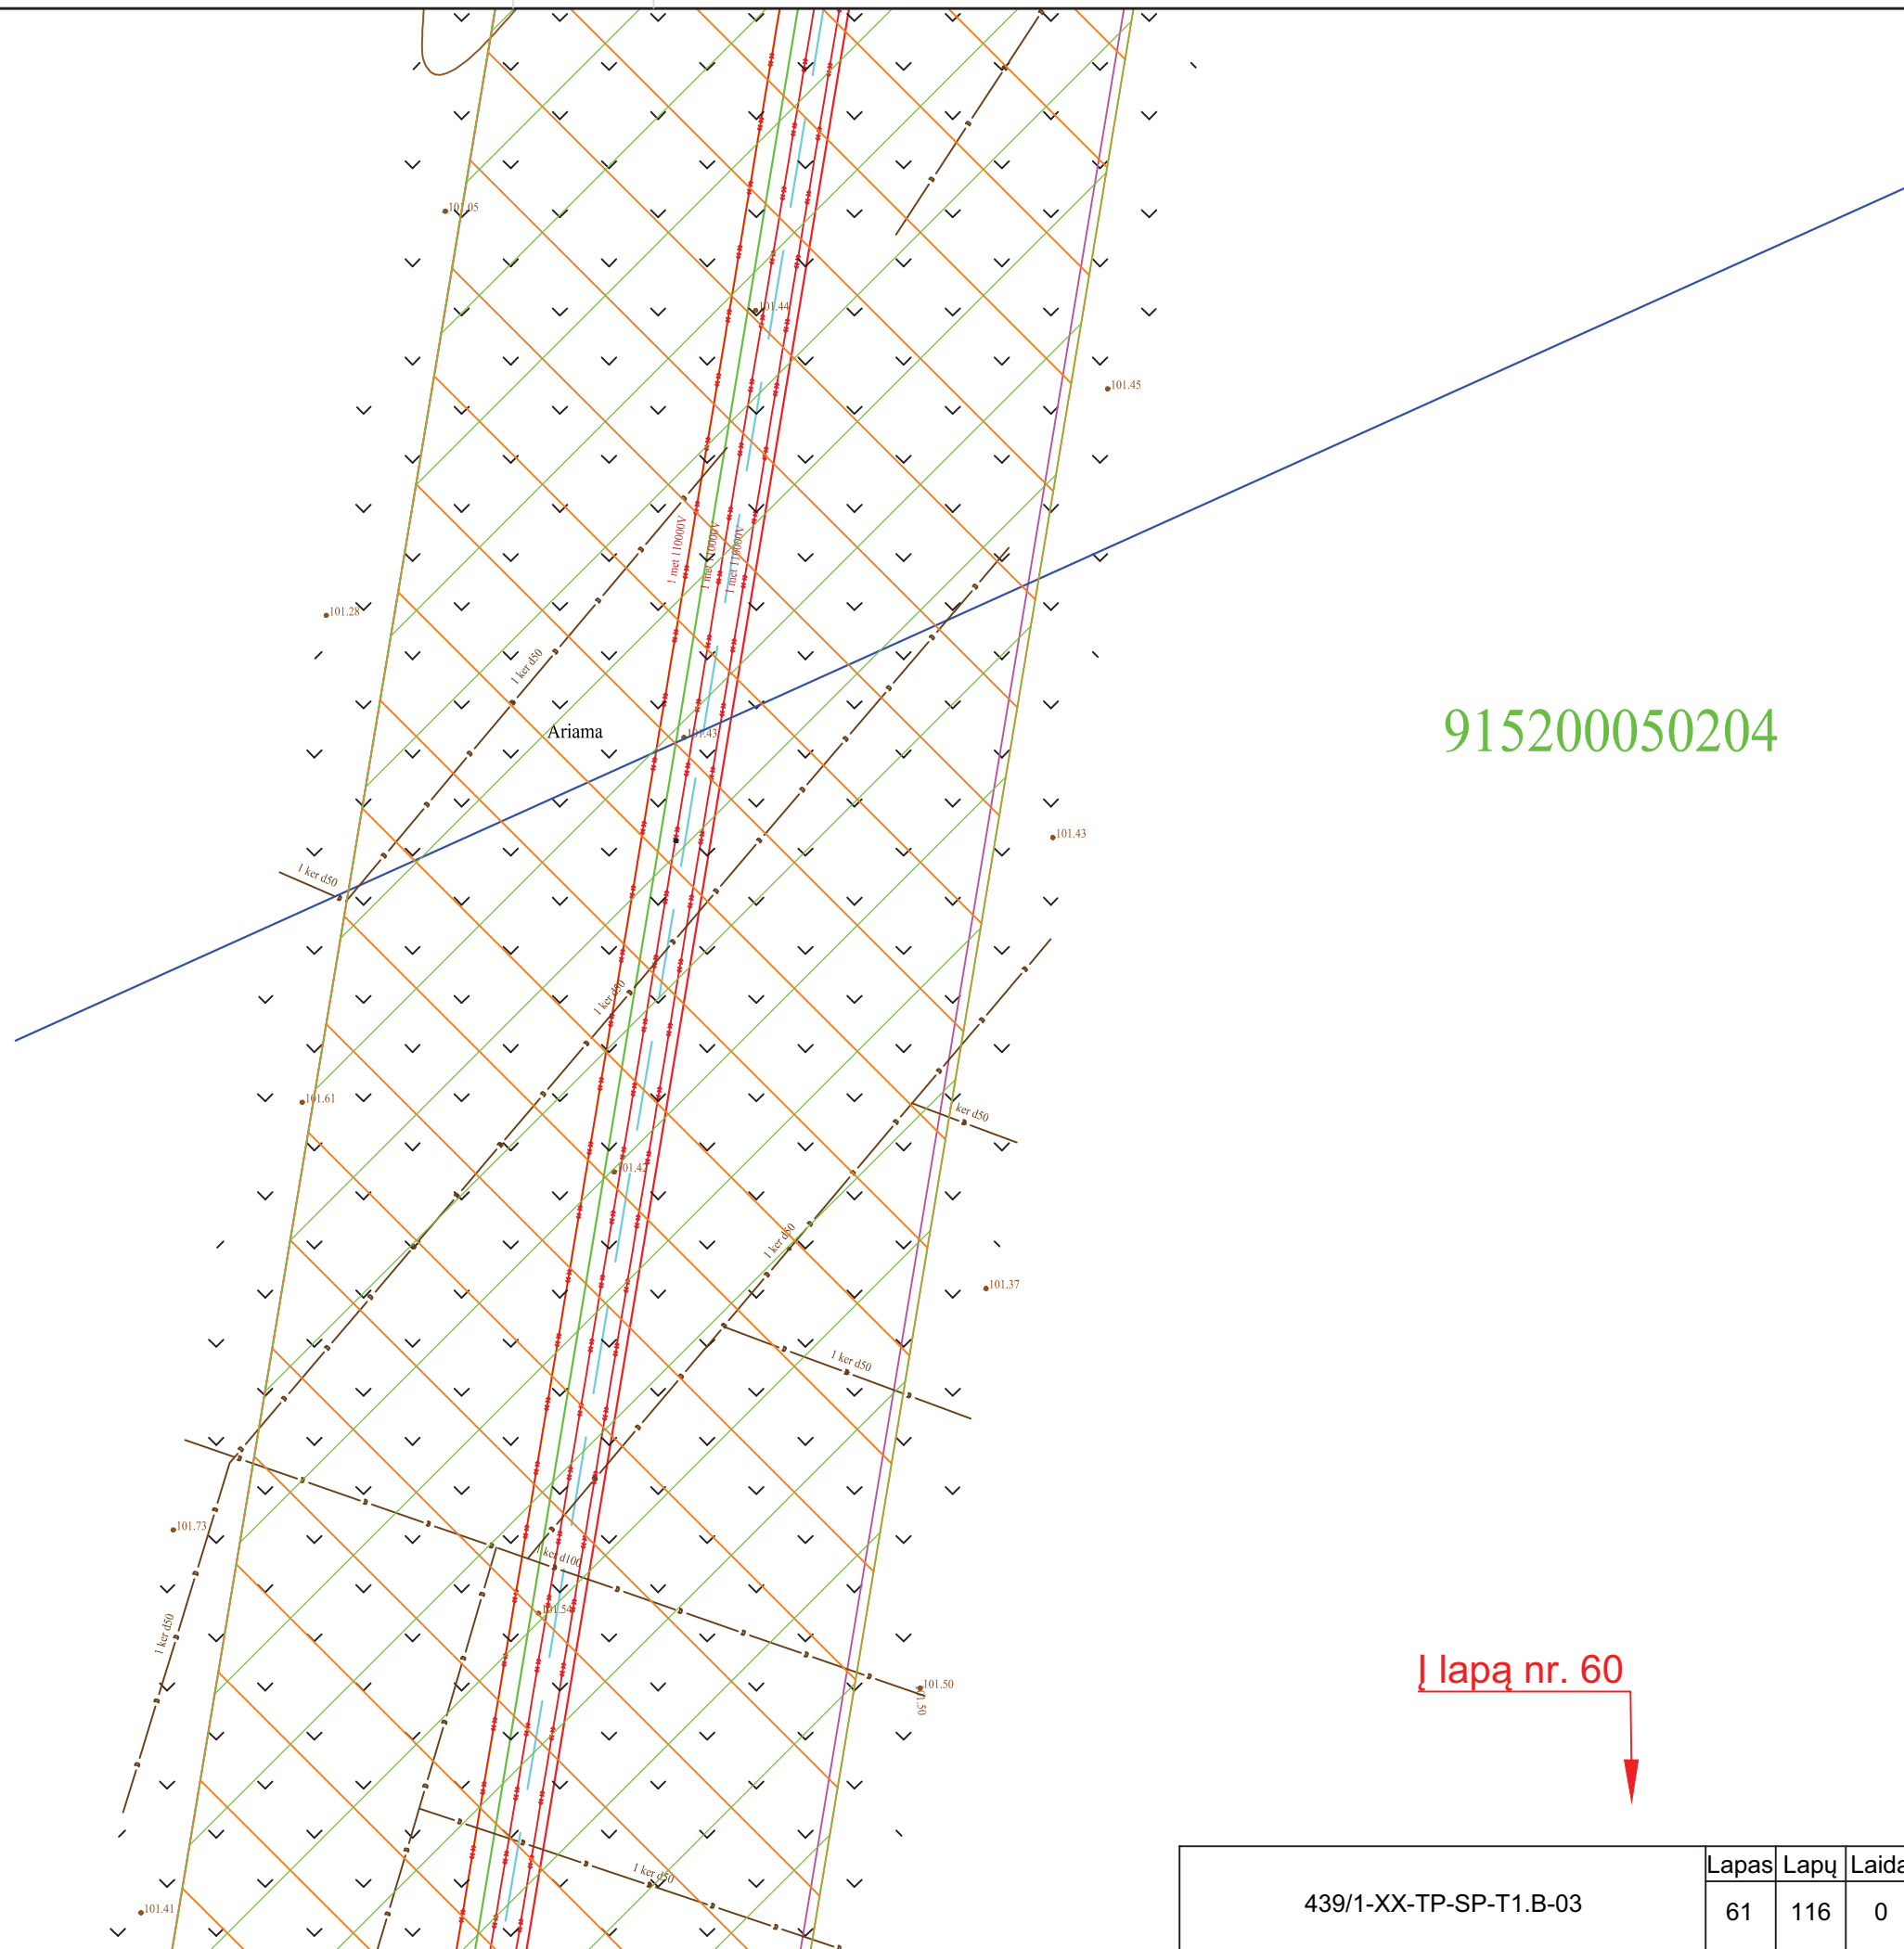 101.05
101.44
101.45
1 met 110000V
1 met 110000V
1 met 110000V
101.28
1 ker d50
Ariama
101.43
915200050204
101.43
1 ker d50
1 ker d50
101.61
ker d50
101.42
1 ker d50
101.37
1 ker d50
101.73
1 ker d100
101.54
1 ker d50
101.50
101.50
Į lapą nr. 60
1 ker d50
101.41
439/1-XX-TP-SP-T1.B-03
Lapas Lapų Laida
61 116 0